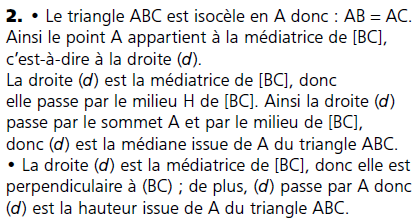 2. • Le triangle ABC est isocèle en A donc : AB = AC.
Ainsi le point A appartient à la médiatrice de [BC],
c'est-à-dire à la droite (d).
La droite (d) est la médiatrice de [BC], donc
elle passe par le milieu H de [BC]. Ainsi la droite (d)
passe par le sommet A et par le milieu de [BC],
donc (d) est la médiane issue de A du triangle ABC.
• La droite (d) est la médiatrice de [BC], donc elle est
perpendiculaire à (BC) ; de plus, (d) passe par A donc
(d) est la hauteur issue de A du triangle ABC.